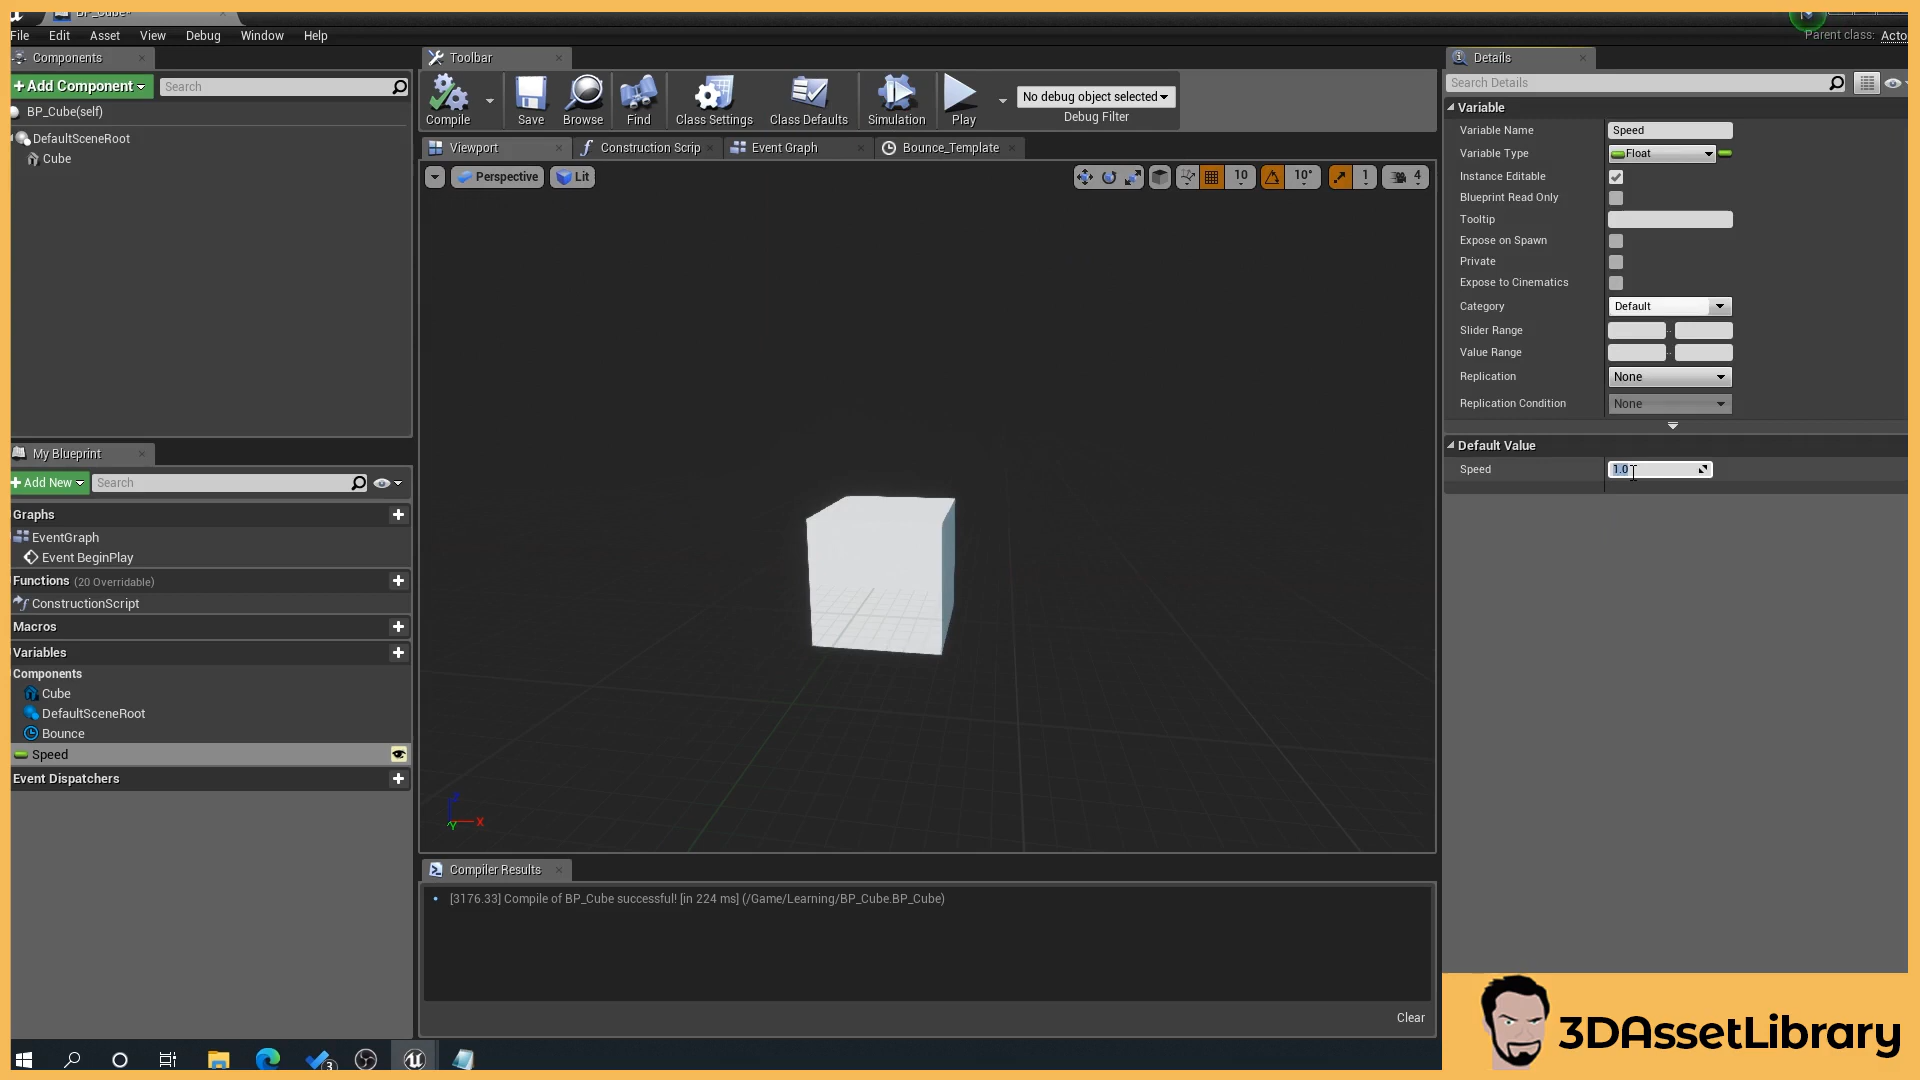 BP_Cube*
File Edit Asset View Debug Window Help
Parent class: Acto
Components
Add Component
Search
BP_Cube(self)
DefaultSceneRoot
Cube
My Blueprint
Add New
Search
Graphs
EventGraph
Event BeginPlay
Functions (20 Overridable)
ConstructionScript
Macros
Variables
Components
Cube
DefaultSceneRoot
Bounce
Speed
Event Dispatchers
Toolbar
Compile
Save
Browse
Find
Class Settings
Class Defaults
Simulation
Play
No debug object selected
Debug Filter
Viewport
Construction Scrip
Event Graph
Bounce_Template
Perspective
Lit
10
10°
1
4
Z
X
Y
Compiler Results
[3176.33] Compile of BP_Cube successful! [in 224 ms] (/Game/Learning/BP_Cube.BP_Cube)
Clear
Details
Search Details
Variable
Variable Name Speed
Variable Type Float
Instance Editable
Blueprint Read Only
Tooltip
Expose on Spawn
Private
Expose to Cinematics
Category Default
Slider Range
Value Range
Replication None
Replication Condition None
Default Value
Speed 1.0
3
3DAssetLibrary